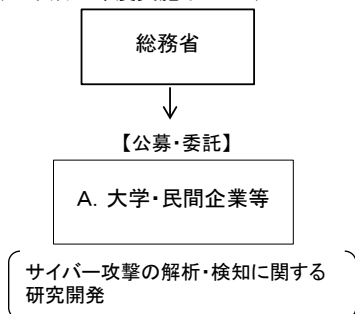 総務省
【公募・委託】
A. 大学・民間企業等
サイバー攻撃の解析・検知に関する
研究開発